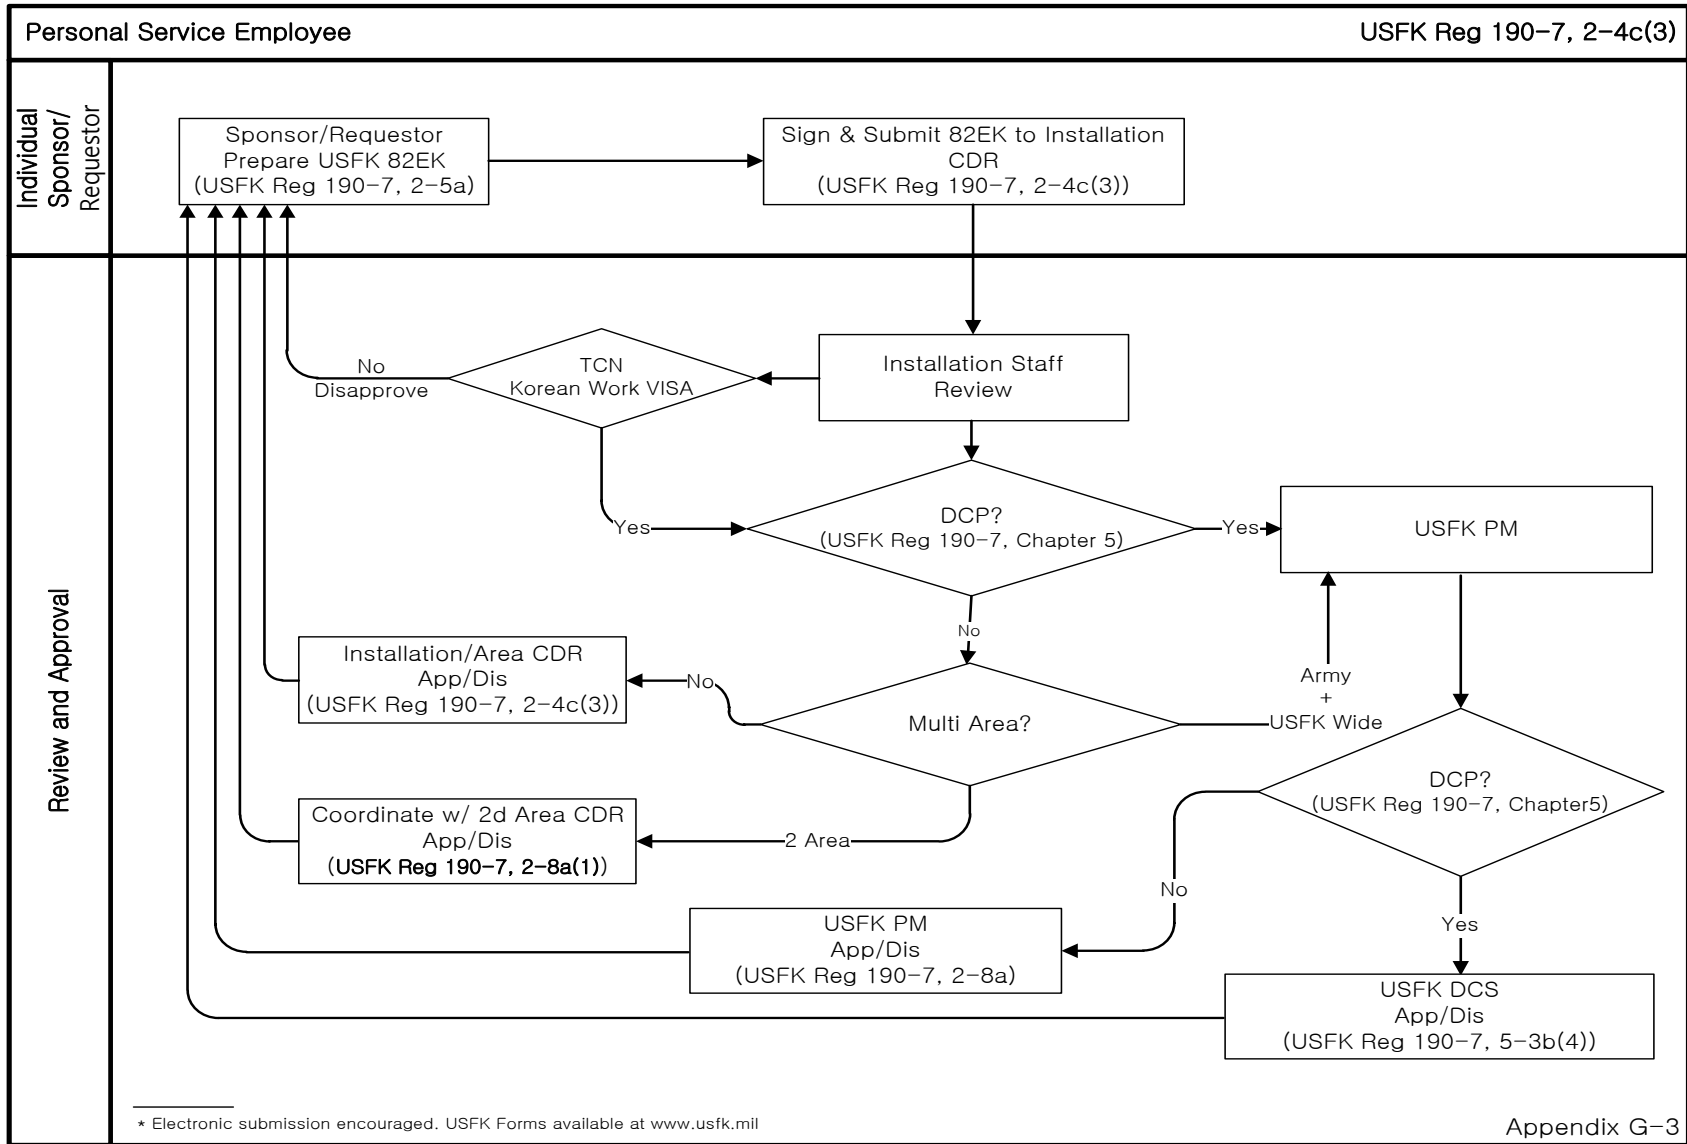 Personal Service Employee
USFK Reg 190-7, 2-4c(3)
Individual
Sponsor/
Requestor
Sponsor/Requestor
Prepare USFK 82EK
(USFK Reg 190-7, 2-5a)
Sign & Submit 82EK to Installation
CDR
(USFK Reg 190-7, 2-4c(3))
Review and Approval
No
Disapprove
TCN
Korean Work VISA
Installation Staff
Review
Yes
DCP?
(USFK Reg 190-7, Chapter 5)
Yes
USFK PM
No
Installation/Area CDR
App/Dis
(USFK Reg 190-7, 2-4c(3))
No
Multi Area?
Army
+
USFK Wide
DCP?
(USFK Reg 190-7, Chapter5)
Coordinate w/ 2d Area CDR
App/Dis
(USFK Reg 190-7, 2-8a(1))
2 Area
No
Yes
USFK PM
App/Dis
(USFK Reg 190-7, 2-8a)
USFK DCS
App/Dis
(USFK Reg 190-7, 5-3b(4))
* Electronic submission encouraged. USFK Forms available at www.usfk.mil
Appendix G-3